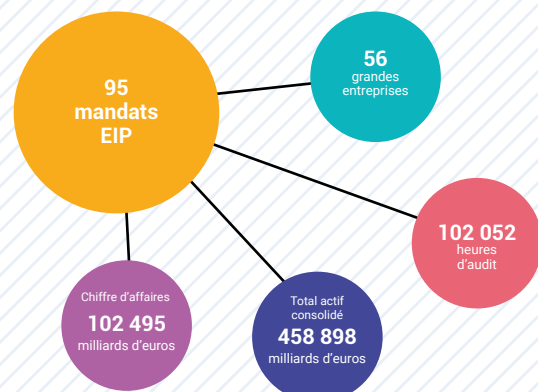 95
mandats
EIP
56
grandes
entreprises
102 052
heures
d'audit
Chiffre d'affaires
102 495
milliards d'euros
Total actif
consolidé
458 898
milliards d'euros